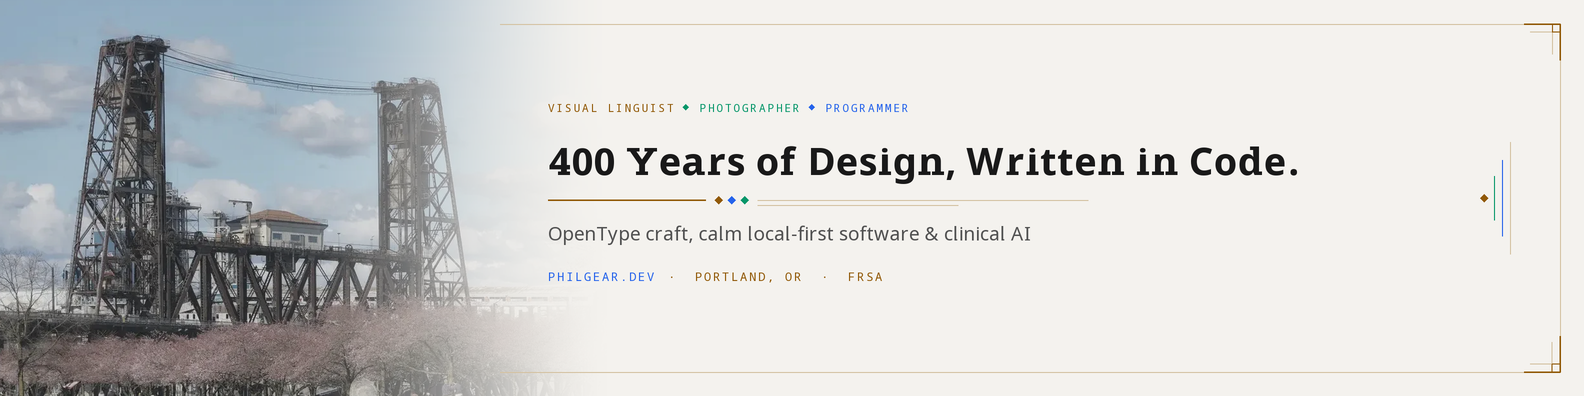 VISUAL LINGUIST ◆ PHOTOGRAPHER ◆ PROGRAMMER
400 Years of Design, Written in Code.
OpenType craft, calm local-first software & clinical AI
PHILGEAR.DEV · PORTLAND, OR · FRSA